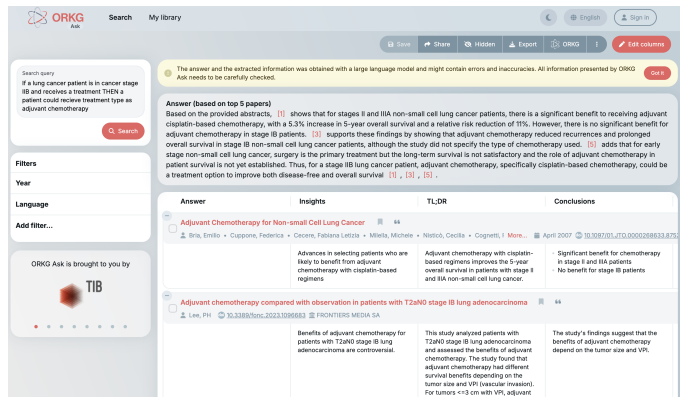 ORKG
Ask
Search
My library
English
Sign in
Save
Share
Hidden
Export
ORKG
Edit columns
Search query
If a lung cancer patient is in cancer stage
IIB and receives a treatment THEN a
patient could recieve treatment type as
adjuvant chemotherapy
Search
Filters
Year
Language
Add filter...
ORKG Ask is brought to you by
TIB
The answer and the extracted information was obtained with a large language model and might contain errors and inaccuracies. All information presented by ORKG
Ask needs to be carefully checked.
Got it
Answer (based on top 5 papers)
Based on the provided abstracts, [1] shows that for stages II and IIIA non-small cell lung cancer patients, there is a significant benefit to receiving adjuvant
cisplatin-based chemotherapy, with a 5.3% increase in 5-year overall survival and a relative risk reduction of 11%. However, there is no significant benefit for
adjuvant chemotherapy in stage IB patients. [3] supports these findings by showing that adjuvant chemotherapy reduced recurrences and prolonged
overall survival in stage IB non-small cell lung cancer patients, although the study did not specify the type of chemotherapy used. [5] adds that for early
stage non-small cell lung cancer, surgery is the primary treatment but the long-term survival is not satisfactory and the role of adjuvant chemotherapy in
patient survival is not yet established. Thus, for a stage IIB lung cancer patient, adjuvant chemotherapy, specifically cisplatin-based chemotherapy, could be
a treatment option to improve both disease-free and overall survival [1] , [3] , [5] .
Answer
Insights
TL;DR
Conclusions
Adjuvant Chemotherapy for Non-small Cell Lung Cancer
Bria, Emilio • Cuppone, Federica • Cecere, Fabiana Letizia • Milella, Michele • Nisticò, Cecilia • Cognetti, More... April 2007 10.1097/01.JTO.0000268633.875
Advances in selecting patients who are
likely to benefit from adjuvant
chemotherapy with cisplatin-based
regimens
Adjuvant chemotherapy with cisplatin-
based regimens improves the 5-year
overall survival in patients with stage II
and IIIA non-small cell lung cancer.
· Significant benefit for chemotherapy
in stage II and IIIA patients
· No benefit for stage IB patients
Adjuvant chemotherapy compared with observation in patients with T2aN0 stage IB lung adenocarcinoma
Lee, PH 10.3389/fonc.2023.1096683 FRONTIERS MEDIA SA
Benefits of adjuvant chemotherapy for
patients with T2aN0 stage IB lung
adenocarcinoma are controversial.
This study analyzed patients with
T2aN0 stage IB lung adenocarcinoma
and assessed the benefits of adjuvant
chemotherapy. The study found that
adjuvant chemotherapy had different
survival benefits depending on the
tumor size and VPI (vascular invasion).
For tumors <=3 cm with VPI, adjuvant
The study's findings suggest that the
benefits of adjuvant chemotherapy
depend on the tumor size and VPI.